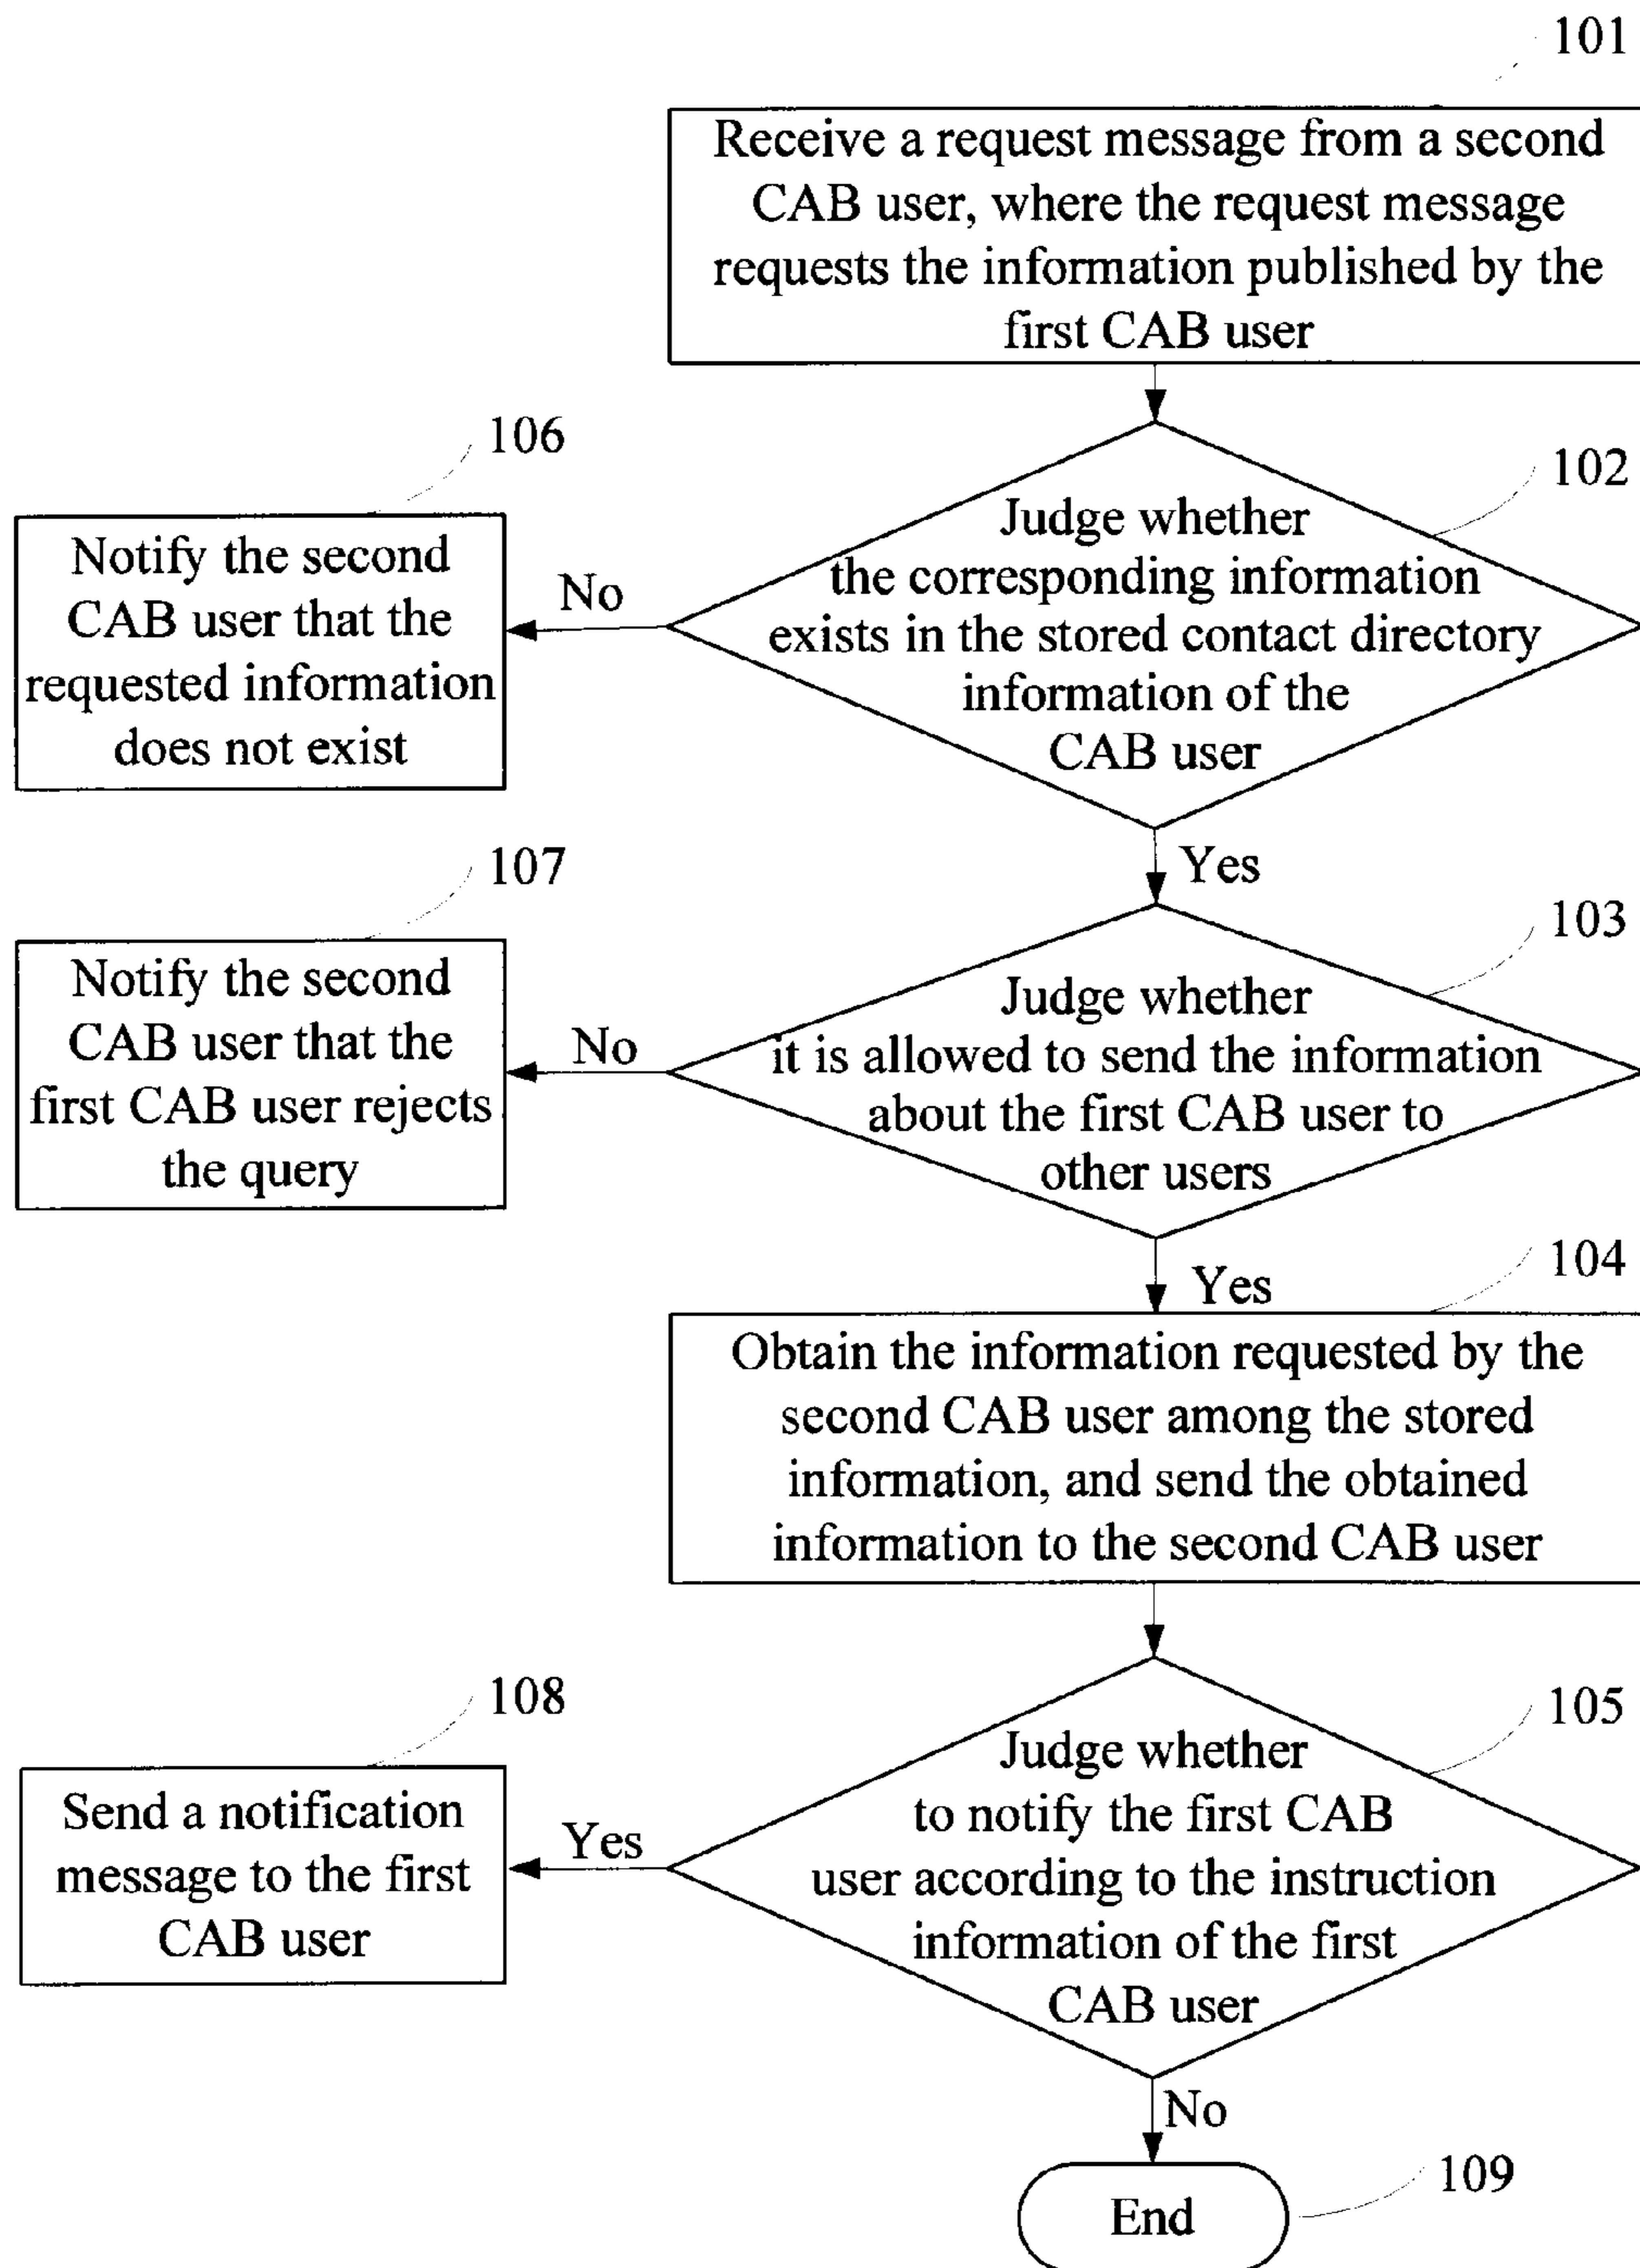 101
Receive a request message from a second
CAB user, where the request message
requests the information published by the
first CAB user
106
102
Notify the second
CAB user that the
requested information
does not exist
No
Judge whether
the corresponding information
exists in the stored contact directory
information of the
CAB user
Yes
107
103
Notify the second
CAB user that the
first CAB user rejects
the query
No
Judge whether
it is allowed to send the information
about the first CAB user to
other users
Yes
104
Obtain the information requested by the
second CAB user among the stored
information, and send the obtained
information to the second CAB user
108
105
Send a notification
message to the first
CAB user
Yes
Judge whether
to notify the first CAB
user according to the instruction
information of the first
CAB user
No
109
End